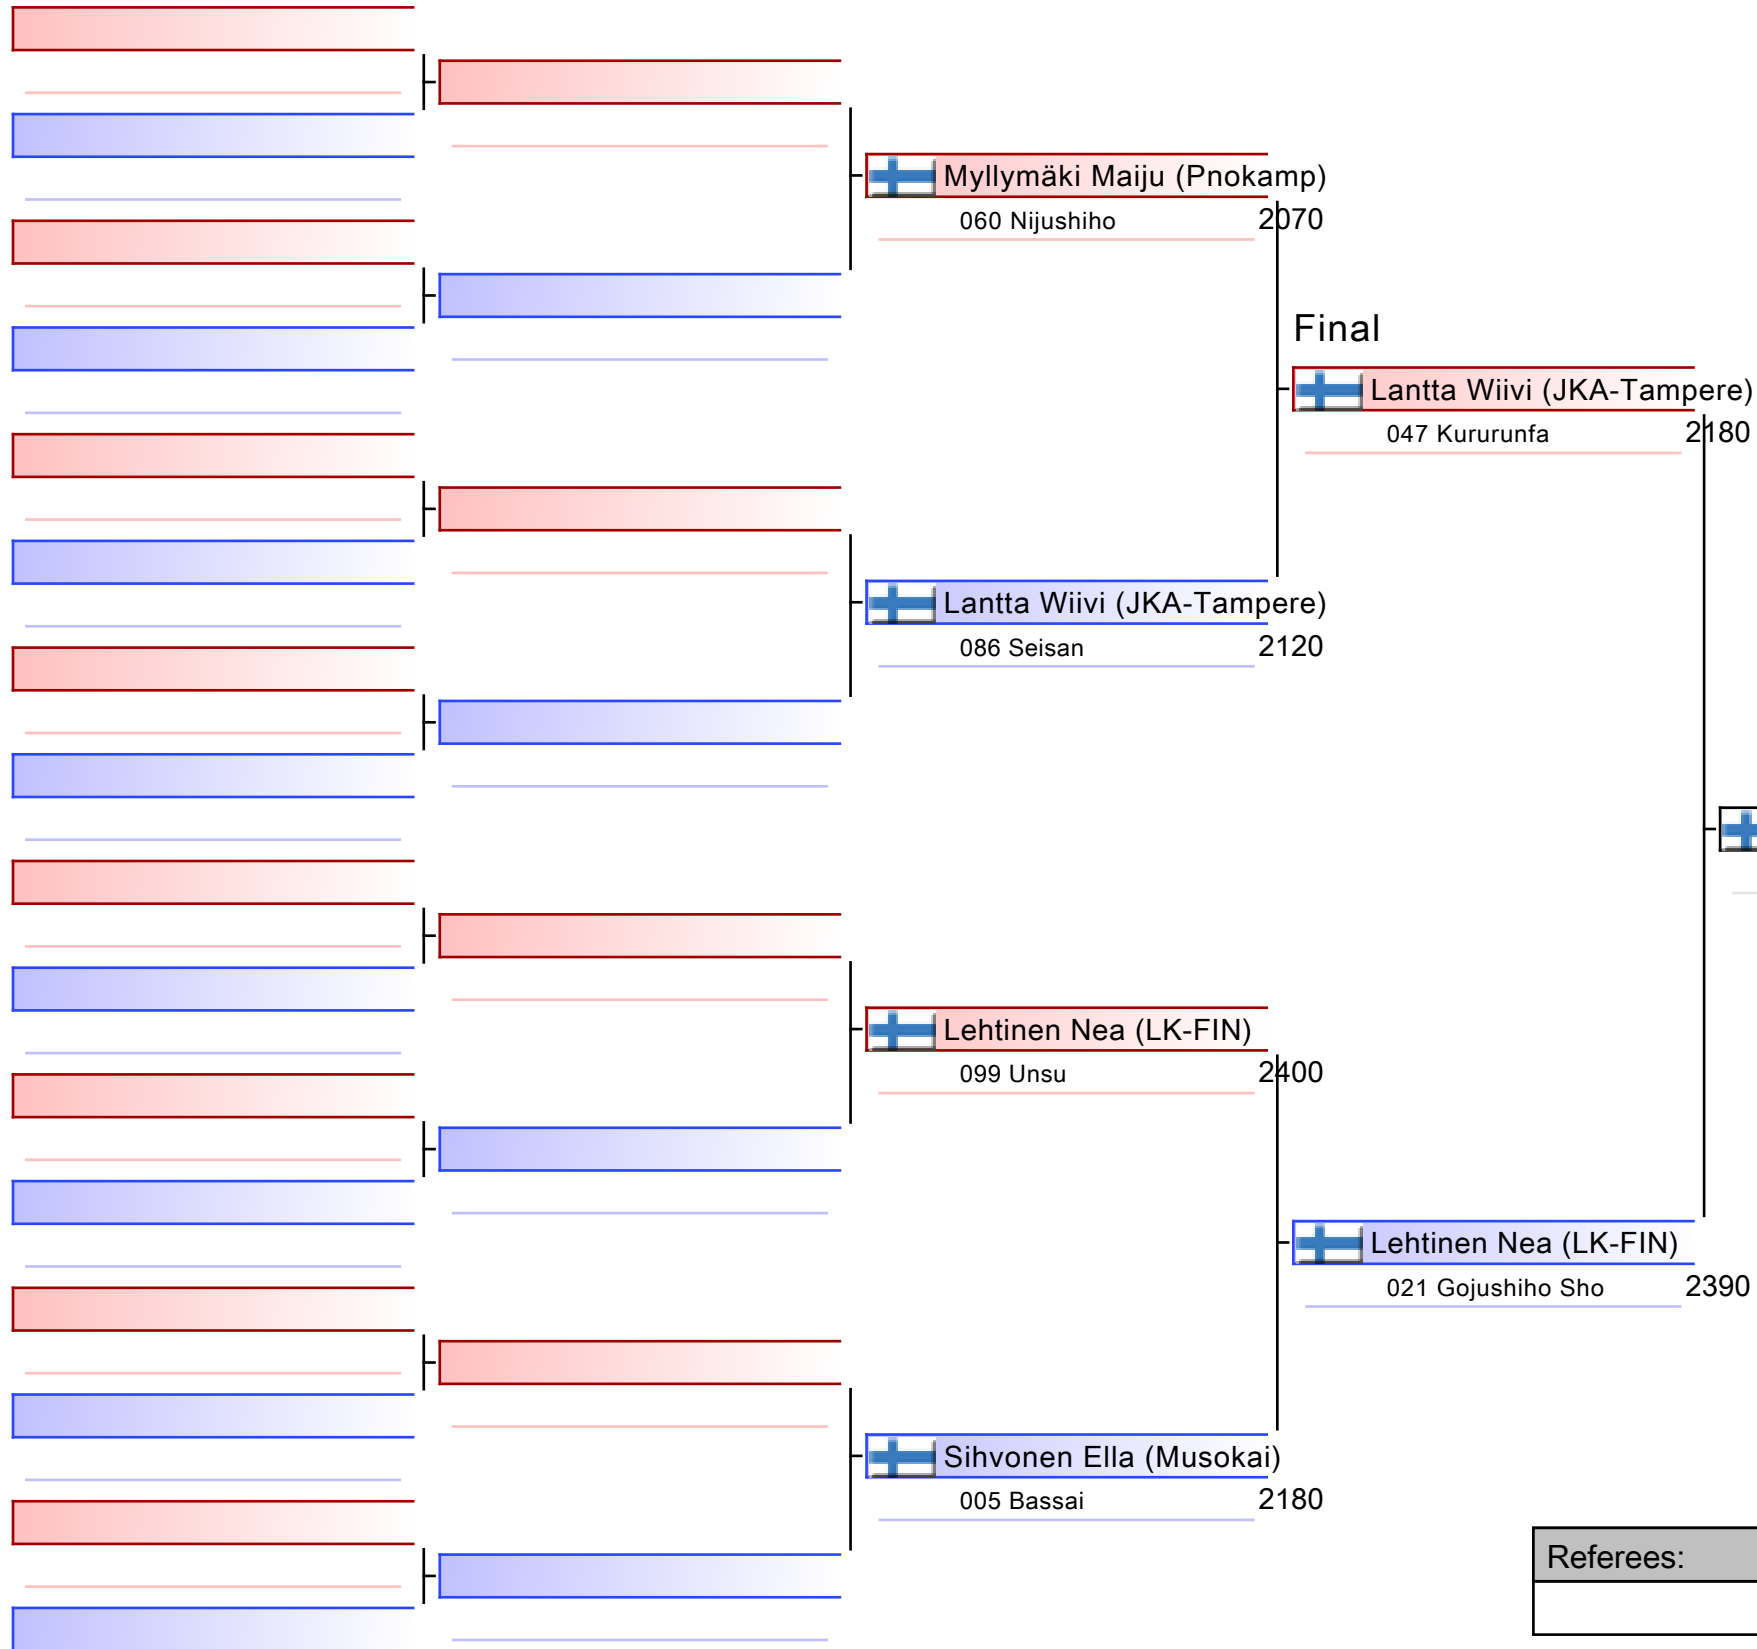 Myllymäki Maiju (Pnokamp)
060 Nijushiho 2070
Final
Lantta Wiivi (JKA-Tampere)
047 Kururunfa 2180
Lantta Wiivi (JKA-Tampere)
086 Seisan 2120
Lehtinen Nea (LK-FIN)
099 Unsu 2400
Lehtinen Nea (LK-FIN)
021 Gojushiho Sho 2390
Sihvonen Ella (Musokai)
005 Bassai 2180
Referees: